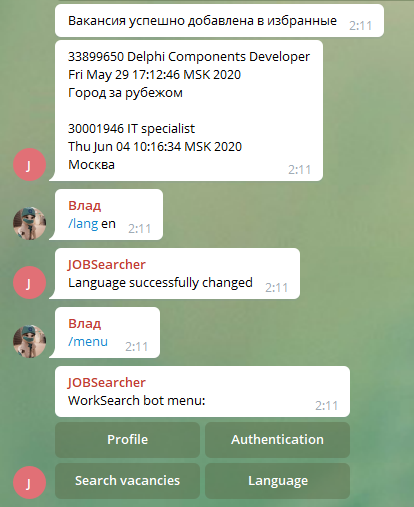 Вакансия успешно добавлена в избранные 2:11
33899650 Delphi Components Developer
Fri May 29 17:12:46 MSK 2020
Город за рубежом
30001946 IT specialist
Thu Jun 04 10:16:34 MSK 2020
Москва
2:11
J
Влад
/lang en 2:11
JOBSearcher
Language successfully changed 2:11
J
Влад
/menu 2:11
JOBSearcher
WorkSearch bot menu: 2:11
Profile Authentication
J Search vacancies Language